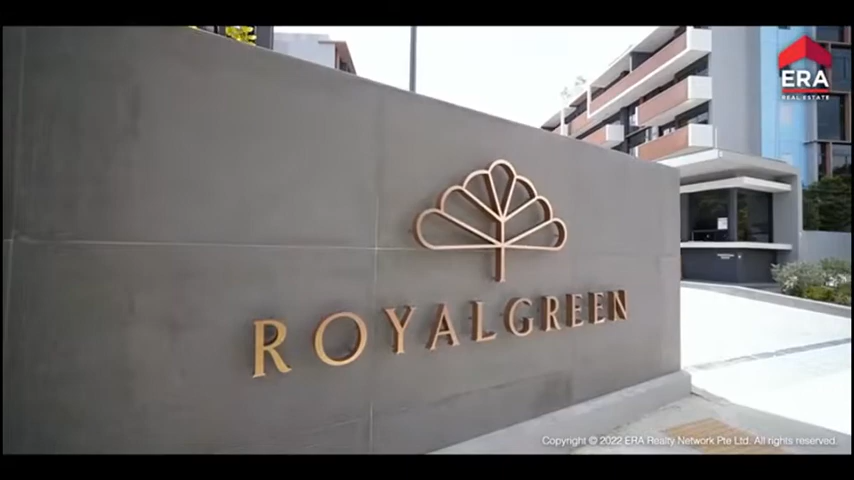 ERA
REAL ESTATE
ROYALGREEN
Copyright © 2022 ERA Realty Network Pte Ltd. All rights reserved.